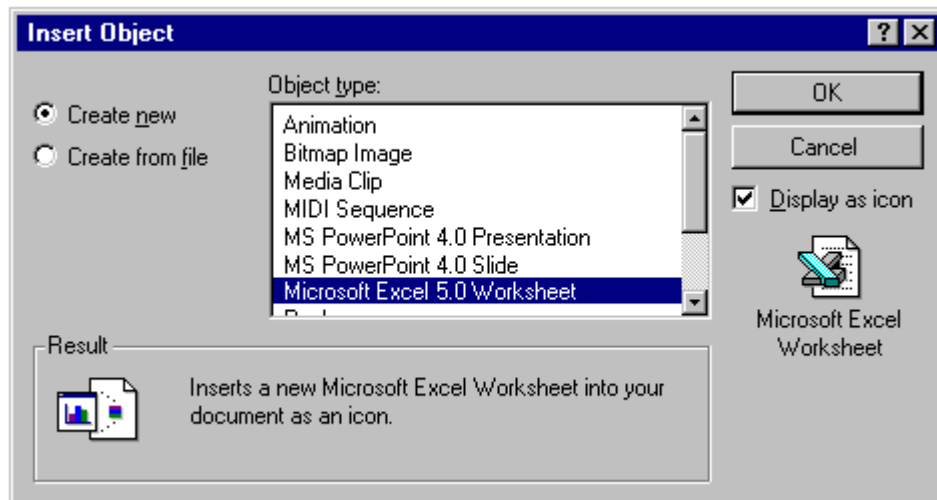 Insert Object
Create new
Create from file
Object type:
Animation
Bitmap Image
Media Clip
MIDI Sequence
MS PowerPoint 4.0 Presentation
MS PowerPoint 4.0 Slide
Microsoft Excel 5.0 Worksheet
OK
Cancel
Display as icon
Microsoft Excel
Worksheet
Result
Inserts a new Microsoft Excel Worksheet into your
document as an icon.